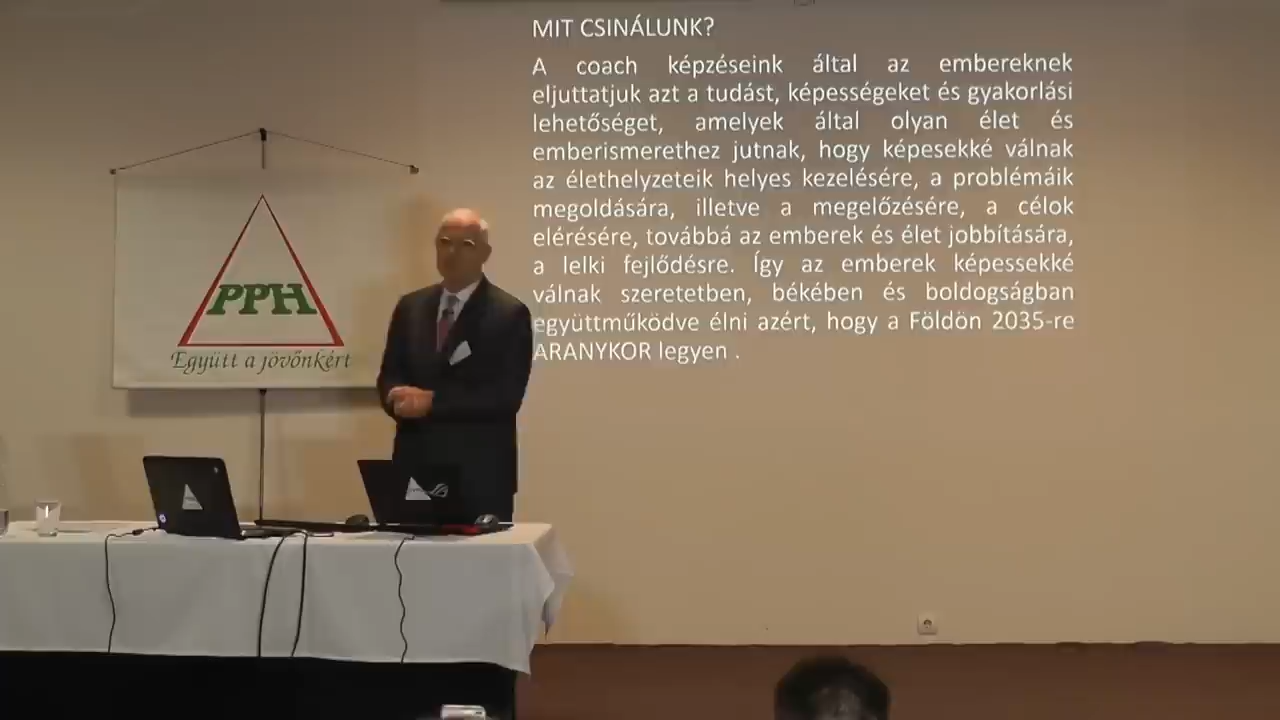 MIT CSINÁLUNK?
A coach képzéseink által az embereknek
eljuttatjuk azt a tudást, képességeket és gyakorlási
lehetőséget, amelyek által olyan élet és
emberismerethez jutnak, hogy képesekké válnak
az élethelyzeteik helyes kezelésére, a problémáik
megoldására, illetve a megelőzésére, a célok
elérésére, továbbá az emberek és élet jobbítására,
a lelki fejlődésre. Így az emberek képessekké
válnak szeretetben, békében és boldogságban
együttműködve élni azért, hogy a Földön 2035-re
ARANYKOR legyen .
PPH
Együtt a jövőnkért